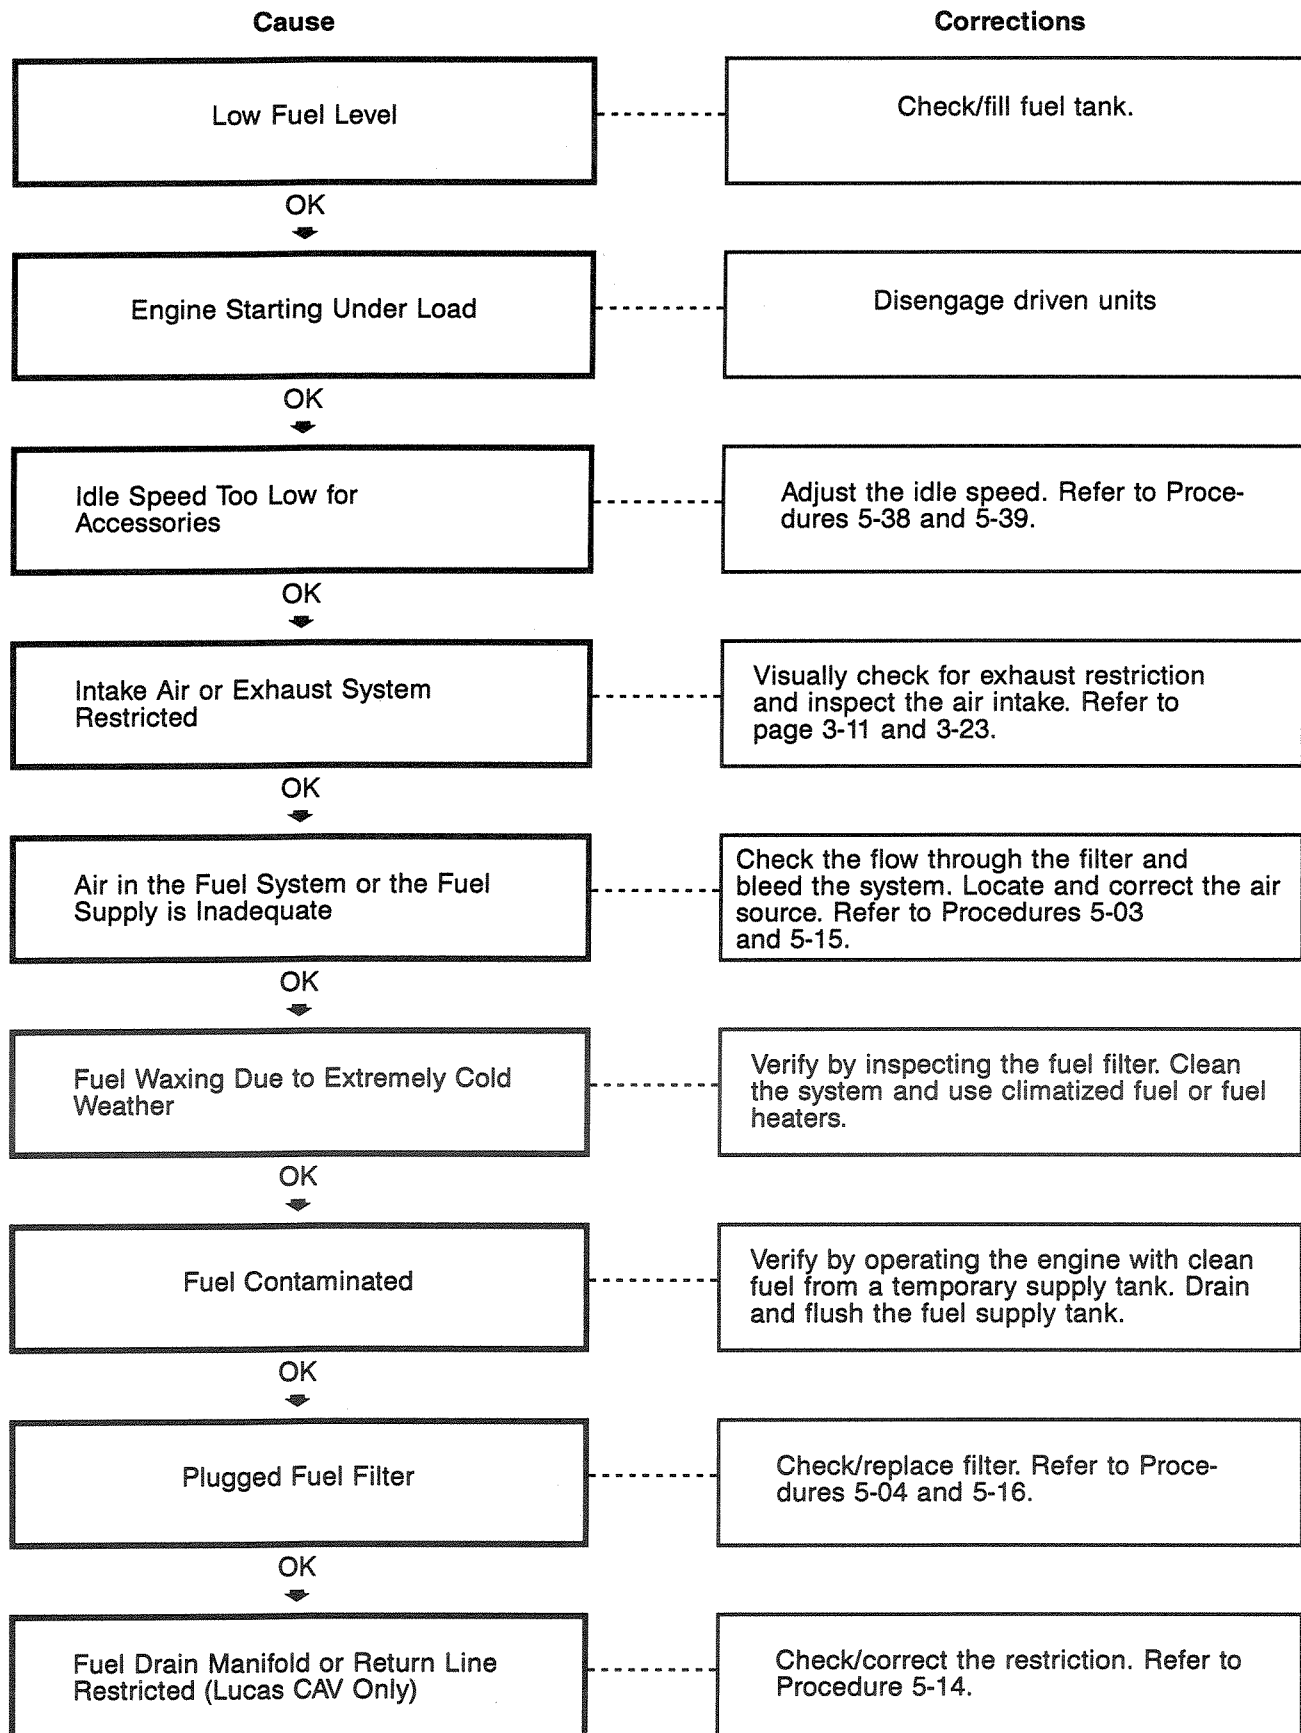 Cause
Corrections
Low Fuel Level
Check/fill fuel tank.
OK
Engine Starting Under Load
Disengage driven units
OK
Idle Speed Too Low for
Accessories
Adjust the idle speed. Refer to Proce-
dures 5-38 and 5-39.
OK
Intake Air or Exhaust System
Restricted
Visually check for exhaust restriction
and inspect the air intake. Refer to
page 3-11 and 3-23.
OK
Air in the Fuel System or the Fuel
Supply is Inadequate
Check the flow through the filter and
bleed the system. Locate and correct the air
source. Refer to Procedures 5-03
and 5-15.
OK
Fuel Waxing Due to Extremely Cold
Weather
Verify by inspecting the fuel filter. Clean
the system and use climatized fuel or fuel
heaters.
OK
Fuel Contaminated
Verify by operating the engine with clean
fuel from a temporary supply tank. Drain
and flush the fuel supply tank.
OK
Plugged Fuel Filter
Check/replace filter. Refer to Proce-
dures 5-04 and 5-16.
OK
Fuel Drain Manifold or Return Line
Restricted (Lucas CAV Only)
Check/correct the restriction. Refer to
Procedure 5-14.